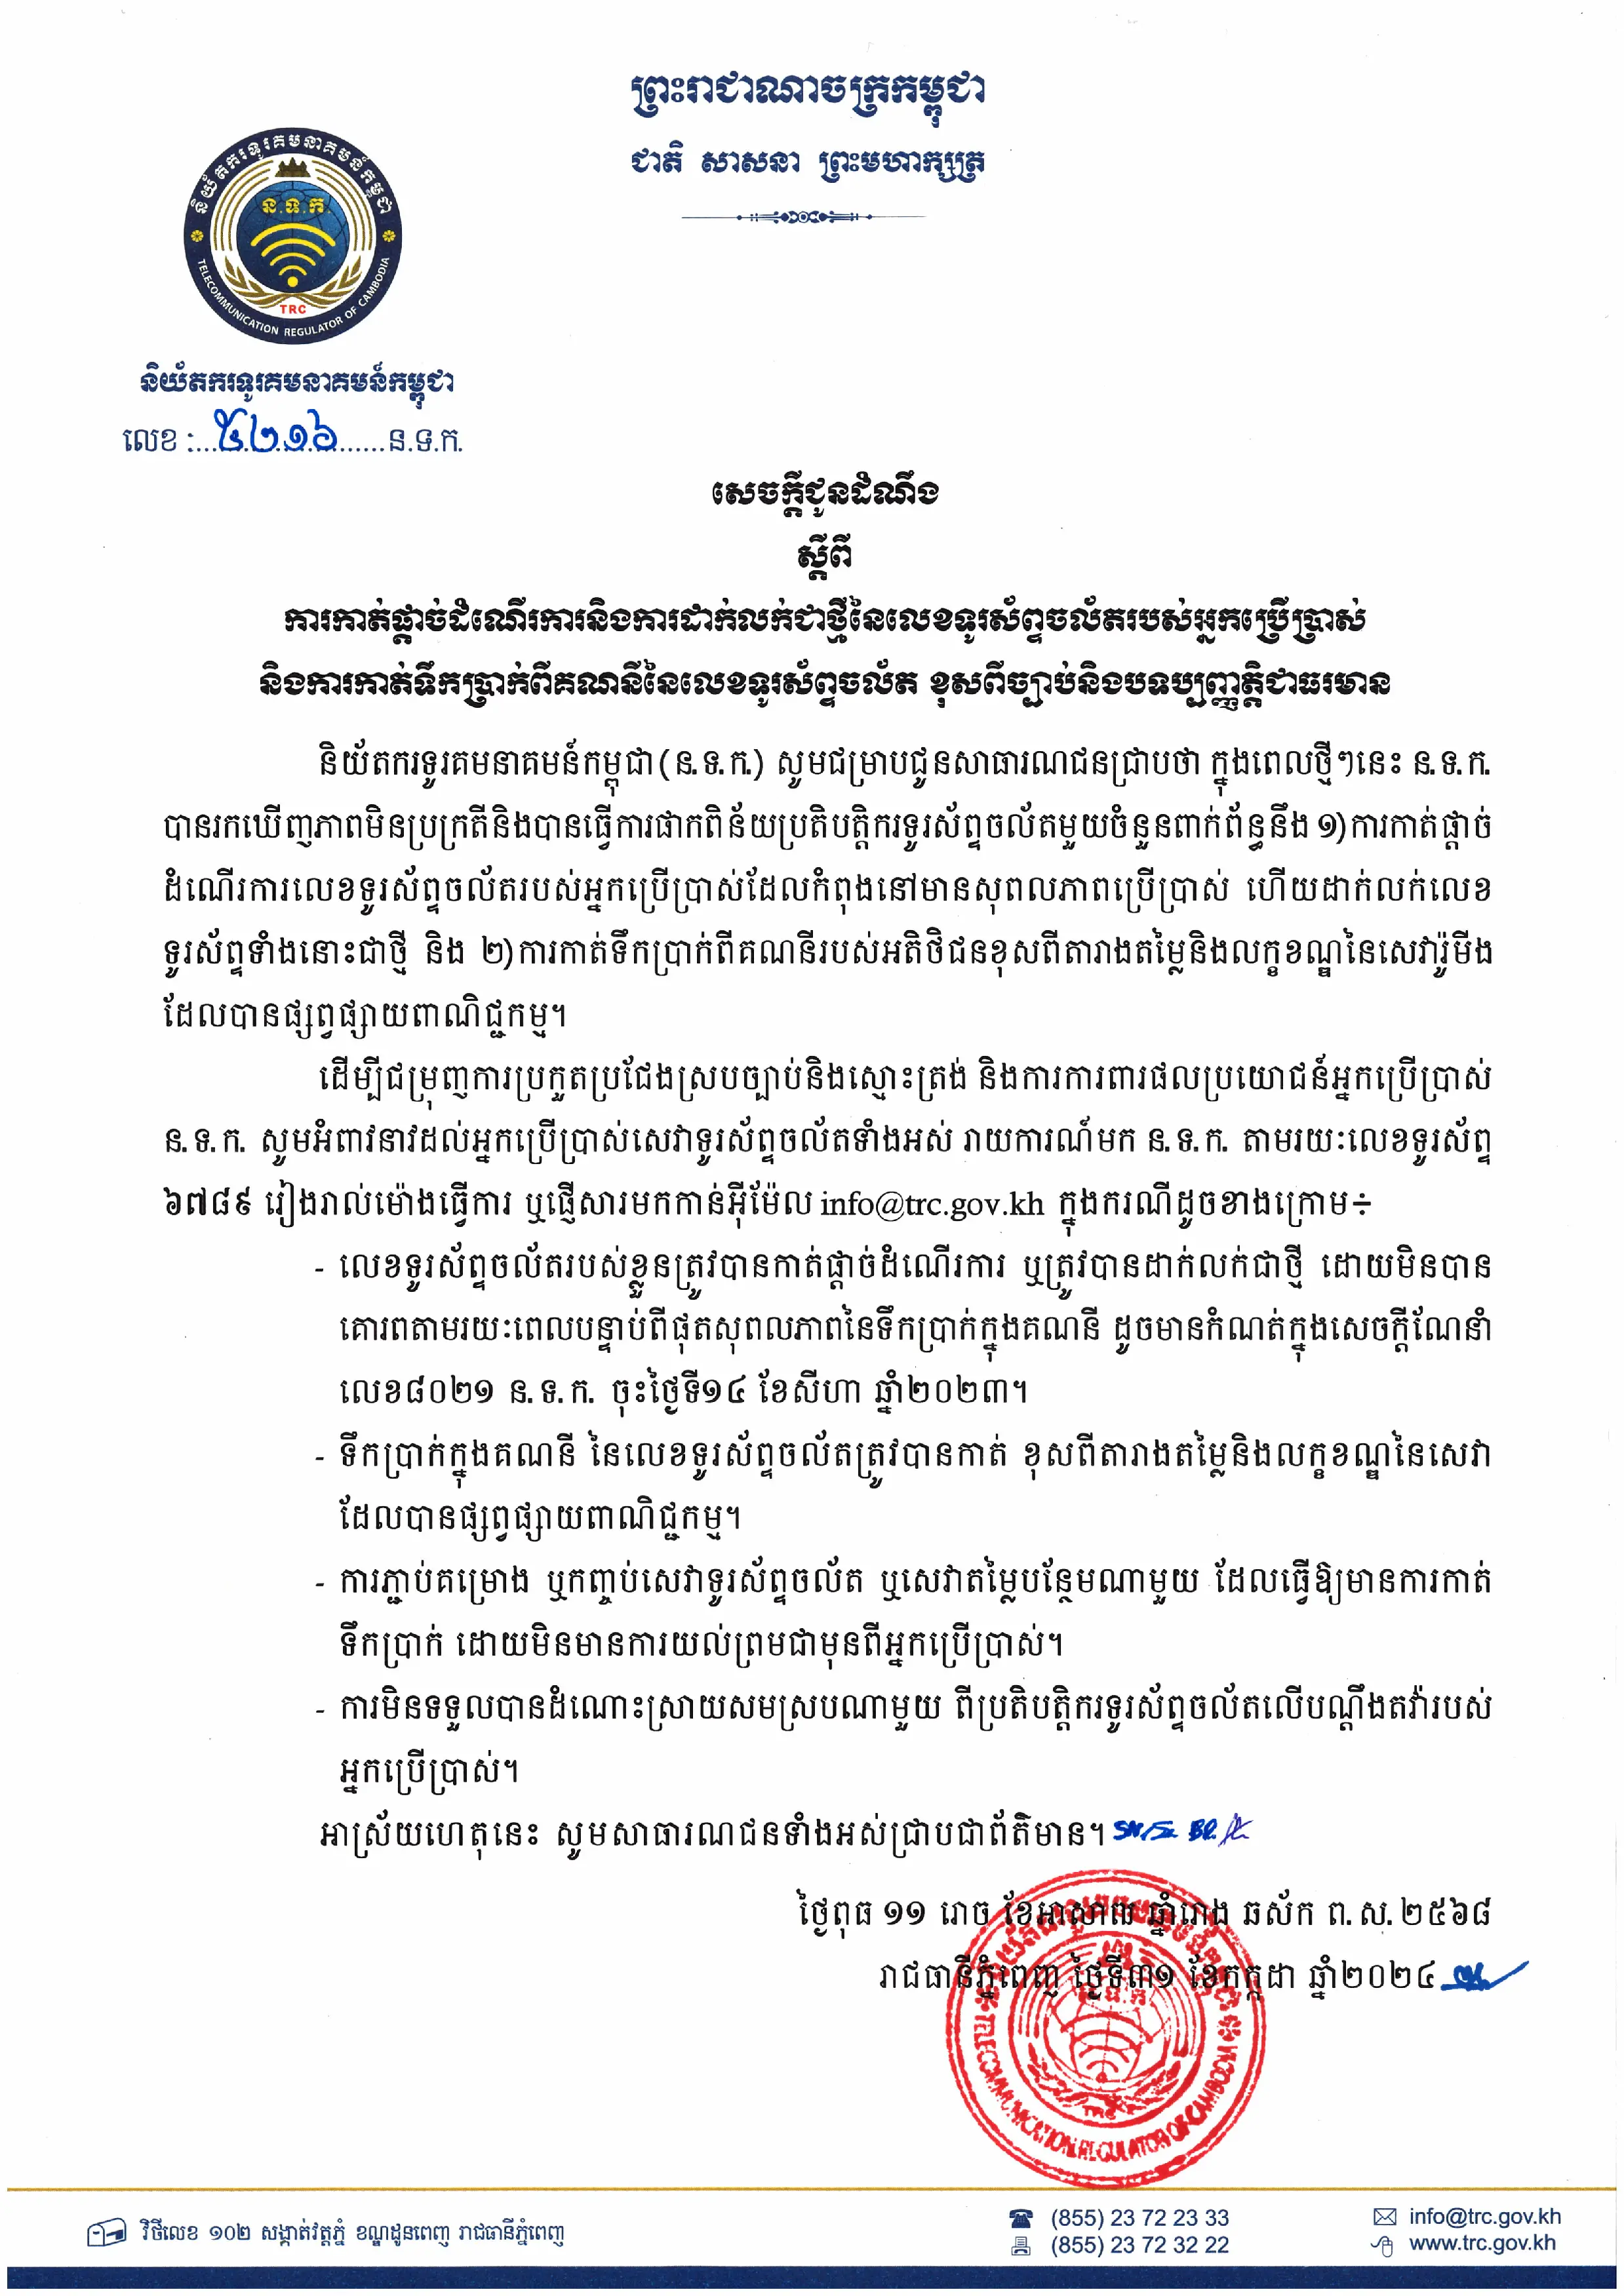 ព្រះរាជាណាចក្រកម្ពុជា
ជាតិ សាសនា ព្រះមហាក្សត្រ
និយ័តករទូរគមនាគមន៍កម្ពុជា
ន.ទ.ក.
TRC
TELECOMMUNICATION REGULATOR OF CAMBODIA
និយ័តករទូរគមនាគមន៍កម្ពុជា
លេខ :....៥២១៦......ន.ទ.ក.
សេចក្តីជូនដំណឹង
ស្តីពី
ការកាត់ផ្តាច់ដំណើរការនិងការដាក់លក់ជាថ្មីនៃលេខទូរស័ព្ទចល័តរបស់អ្នកប្រើប្រាស់
និងការកាត់ទឹកប្រាក់ពីគណនីនៃលេខទូរស័ព្ទចល័ត ខុសពីច្បាប់និងបទប្បញ្ញត្តិជាធរមាន
និយ័តករទូរគមនាគមន៍កម្ពុជា(ន.ទ.ក.) សូមជម្រាបជូនសាធារណជនជ្រាបថា ក្នុងពេលថ្មីៗនេះ ន.ទ.ក.
បានរកឃើញភាពមិនប្រក្រតីនិងបានធ្វើការផាកពិន័យប្រតិបត្តិករទូរស័ព្ទចល័តមួយចំនួនពាក់ព័ន្ធនឹង ១)ការកាត់ផ្តាច់
ដំណើរការលេខទូរស័ព្ទចល័តរបស់អ្នកប្រើប្រាស់ដែលកំពុងនៅមានសុពលភាពប្រើប្រាស់ ហើយដាក់លក់លេខ
ទូរស័ព្ទទាំងនោះជាថ្មី និង ២)ការកាត់ទឹកប្រាក់ពីគណនីរបស់អតិថិជនខុសពីតារាងតម្លៃនិងលក្ខខណ្ឌនៃសេវារ៉ូមីង
ដែលបានផ្សព្វផ្សាយពាណិជ្ជកម្ម។
ដើម្បីជម្រុញការប្រកួតប្រជែងស្របច្បាប់និងស្មោះត្រង់ និងការការពារផលប្រយោជន៍អ្នកប្រើប្រាស់
ន.ទ.ក. សូមអំពាវនាវដល់អ្នកប្រើប្រាស់សេវាទូរស័ព្ទចល័តទាំងអស់ រាយការណ៍មក ន.ទ.ក. តាមរយៈលេខទូរស័ព្ទ
៦៧៨៩ រៀងរាល់ម៉ោងធ្វើការ ឬផ្ញើសារមកកាន់អ៊ីម៉ែល info@trc.gov.kh ក្នុងករណីដូចខាងក្រោម÷
- លេខទូរស័ព្ទចល័តរបស់ខ្លួនត្រូវបានកាត់ផ្តាច់ដំណើរការ ឬត្រូវបានដាក់លក់ជាថ្មី ដោយមិនបាន
គោរពតាមរយៈពេលបន្ទាប់ពីផុតសុពលភាពនៃទឹកប្រាក់ក្នុងគណនី ដូចមានកំណត់ក្នុងសេចក្តីណែនាំ
លេខ៨០២១ ន.ទ.ក. ចុះថ្ងៃទី១៤ ខែសីហា ឆ្នាំ២០២៣។
- ទឹកប្រាក់ក្នុងគណនី នៃលេខទូរស័ព្ទចល័តត្រូវបានកាត់ ខុសពីតារាងតម្លៃនិងលក្ខខណ្ឌនៃសេវា
ដែលបានផ្សព្វផ្សាយពាណិជ្ជកម្ម។
- ការភ្ជាប់គម្រោង ឬកញ្ចប់សេវាទូរស័ព្ទចល័ត ឬសេវាតម្លៃបន្ថែមណាមួយ ដែលធ្វើឱ្យមានការកាត់
ទឹកប្រាក់ ដោយមិនមានការយល់ព្រមជាមុនពីអ្នកប្រើប្រាស់។
- ការមិនទទួលបានដំណោះស្រាយសមស្របណាមួយ ពីប្រតិបត្តិករទូរស័ព្ទចល័តលើបណ្តឹងតវ៉ារបស់
អ្នកប្រើប្រាស់។
អាស្រ័យហេតុនេះ សូមសាធារណជនទាំងអស់ជ្រាបជាព័ត៌មាន។
ថ្ងៃពុធ ១១ រោច ខែអាសាឍ ឆ្នាំរោង ឆស័ក ព.ស.២៥៦៨
រាជធានីភ្នំពេញ ថ្ងៃទី៣១ ខែកក្កដា ឆ្នាំ២០២៤
TRC
TELECOMMUNICATION REGULATOR OF CAMBODIA
វិថីលេខ ១០២ សង្កាត់វត្តភ្នំ ខណ្ឌដូនពេញ រាជធានីភ្នំពេញ
(855) 23 72 23 33
(855) 23 72 32 22
info@trc.gov.kh
www.trc.gov.kh